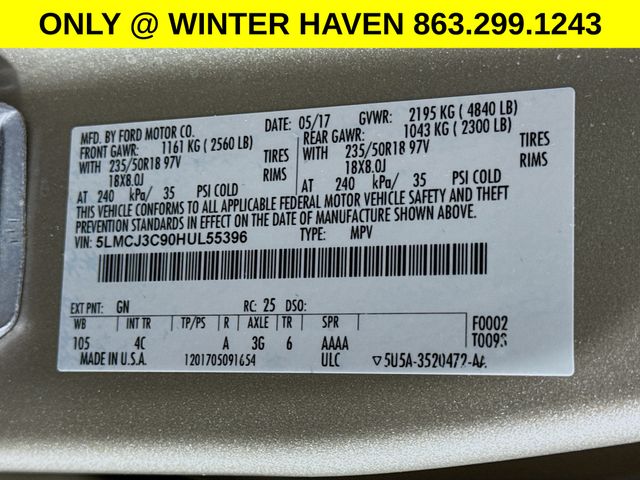 ONLY @ WINTER HAVEN 863.299.1243
MFD. BY FORD MOTOR CO. DATE: 05/17 GVWR: 2195 KG ( 4840 LB)
FRONT GAWR: 1161 KG ( 2560 LB) REAR GAWR: 1043 KG ( 2300 LB)
WITH 235/50R18 97V TIRES WITH 235/50R18 97V TIRES
18X8.0J RIMS 18X8.0J RIMS
AT 240 kPa/ 35 PSI COLD AT 240 kPa/ 35 PSI COLD
THIS VEHICLE CONFORMS TO ALL APPLICABLE FEDERAL MOTOR VEHICLE SAFETY AND THEFT
PREVENTION STANDARDS IN EFFECT ON THE DATE OF MANUFACTURE SHOWN ABOVE.
VIN: 5LMCJ3C90HUL55396 TYPE: MPV
EXT PNT: GN RC: 25 DSO:
WB INT TR TP/PS R AXLE TR SPR F0002
105 4C A 3G 6 AAAA T0093
MADE IN U.S.A. 1201705091654 ULC ▽5U5A-3520472-AA